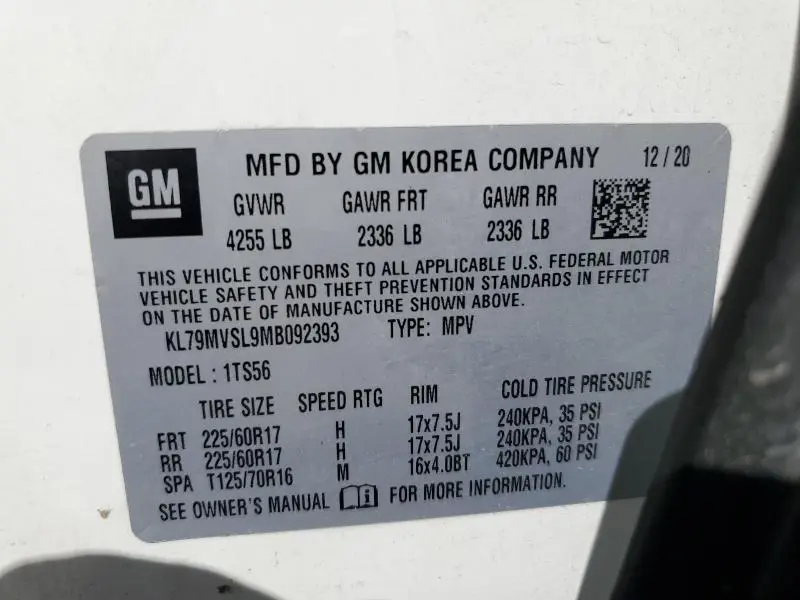 GM
MFD BY GM KOREA COMPANY 12/20
GVWR GAWR FRT GAWR RR
4255 LB 2336 LB 2336 LB
THIS VEHICLE CONFORMS TO ALL APPLICABLE U.S. FEDERAL MOTOR
VEHICLE SAFETY AND THEFT PREVENTION STANDARDS IN EFFECT
ON THE DATE OF MANUFACTURE SHOWN ABOVE.
KL79MVSL9MB092393 TYPE: MPV
MODEL : 1TS56
TIRE SIZE SPEED RTG RIM COLD TIRE PRESSURE
FRT 225/60R17 H 17x7.5J 240KPA, 35 PSI
RR 225/60R17 H 17x7.5J 240KPA, 35 PSI
SPA T125/70R16 M 16x4.0BT 420KPA, 60 PSI
SEE OWNER'S MANUAL i FOR MORE INFORMATION.